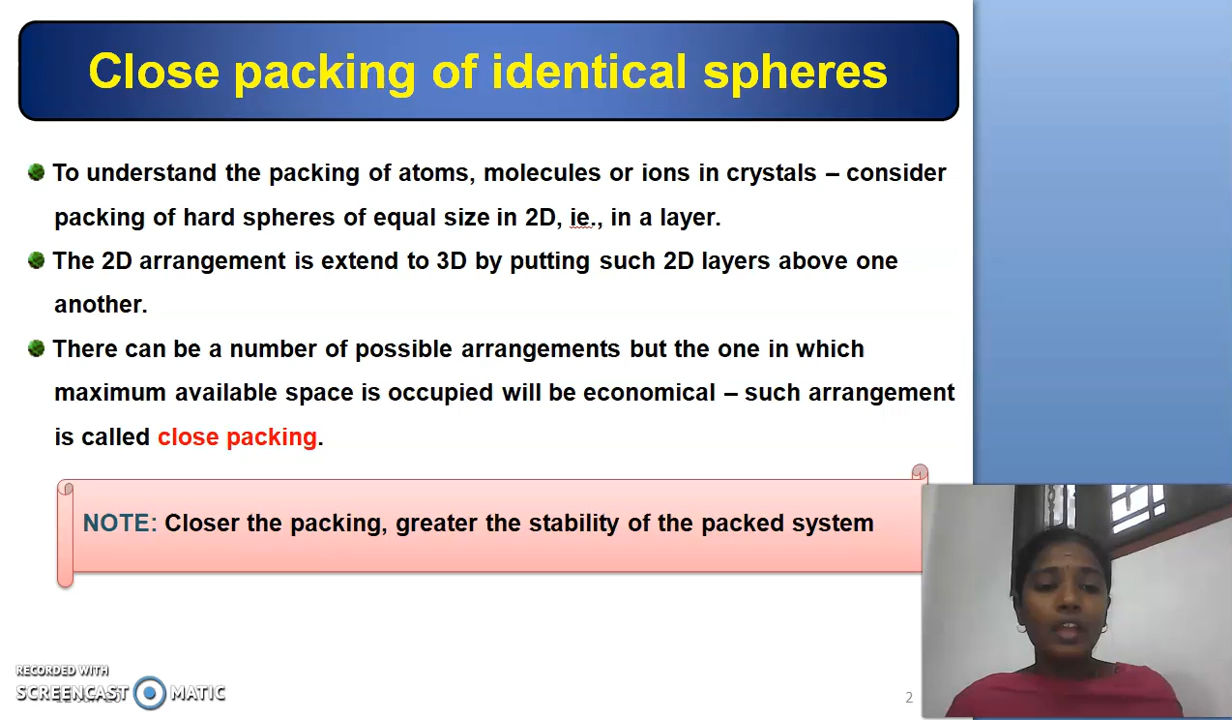 Close packing of identical spheres
To understand the packing of atoms, molecules or ions in crystals – consider
packing of hard spheres of equal size in 2D, ie., in a layer.
The 2D arrangement is extend to 3D by putting such 2D layers above one
another.
There can be a number of possible arrangements but the one in which
maximum available space is occupied will be economical – such arrangement
is called close packing.
NOTE: Closer the packing, greater the stability of the packed system
RECORDED WITH
SCREENCAST MATIC
2